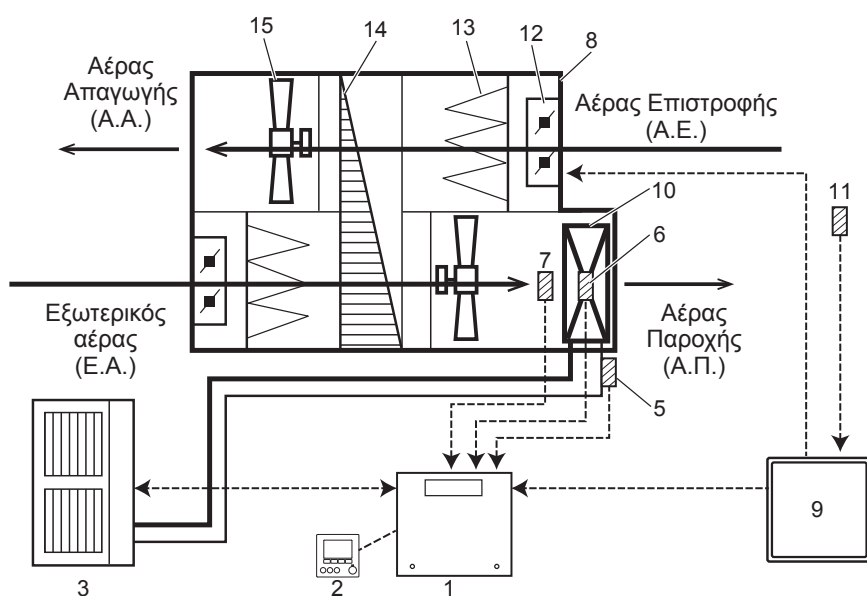 15
14
13
12
8
Αέρας
Απαγωγής
(Α.Α.)
Αέρας Επιστροφής
(Α.Ε.)
10
11
6
7
Εξωτερικός
αέρας
(Ε.Α.)
Αέρας
Παροχής
(Α.Π.)
5
9
3
2
1